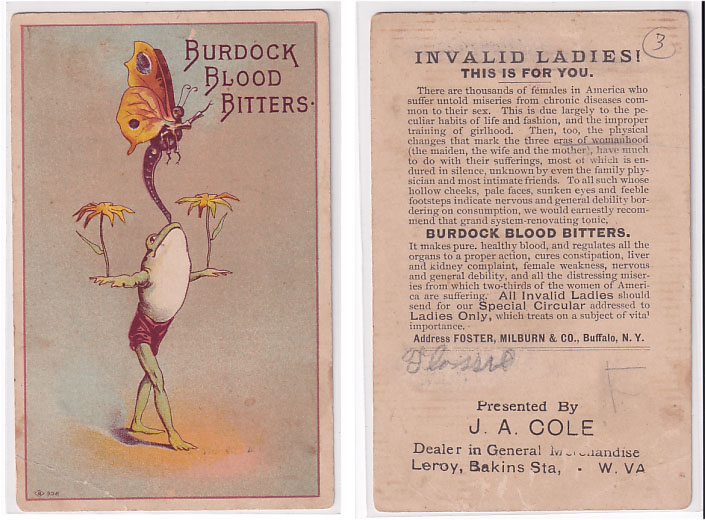 BURDOCK
BLOOD
BITTERS.
336
3
INVALID LADIES!
THIS IS FOR YOU.
There are thousands of females in America who
suffer untold miseries from chronic diseases com-
mon to their sex. This is due largely to the pe-
culiar habits of life and fashion, and the improper
training of girlhood. Then, too, the physical
changes that mark the three eras of womanhood
(the maiden, the wife and the mother), have much
to do with their sufferings, most of which is en-
dured in silence, unknown by even the family phy-
sician and most intimate friends. To all such whose
hollow cheeks, pale faces, sunken eyes and feeble
footsteps indicate nervous and general debility bor-
dering on consumption, we would earnestly recom-
mend that grand system-renovating tonic,
BURDOCK BLOOD BITTERS.
It makes pure, healthy blood, and regulates all the
organs to a proper action, cures constipation, liver
and kidney complaint, female weakness, nervous
and general debility, and all the distressing miser-
ies from which two-thirds of the women of Ameri-
ca are suffering. All Invalid Ladies should
send for our Special Circular addressed to
Ladies Only, which treats on a subject of vital
importance.
Address FOSTER, MILBURN & CO., Buffalo, N. Y.
Presented By
J. A. COLE
Dealer in General Merchandise
Leroy, Bakins Sta, . W. VA